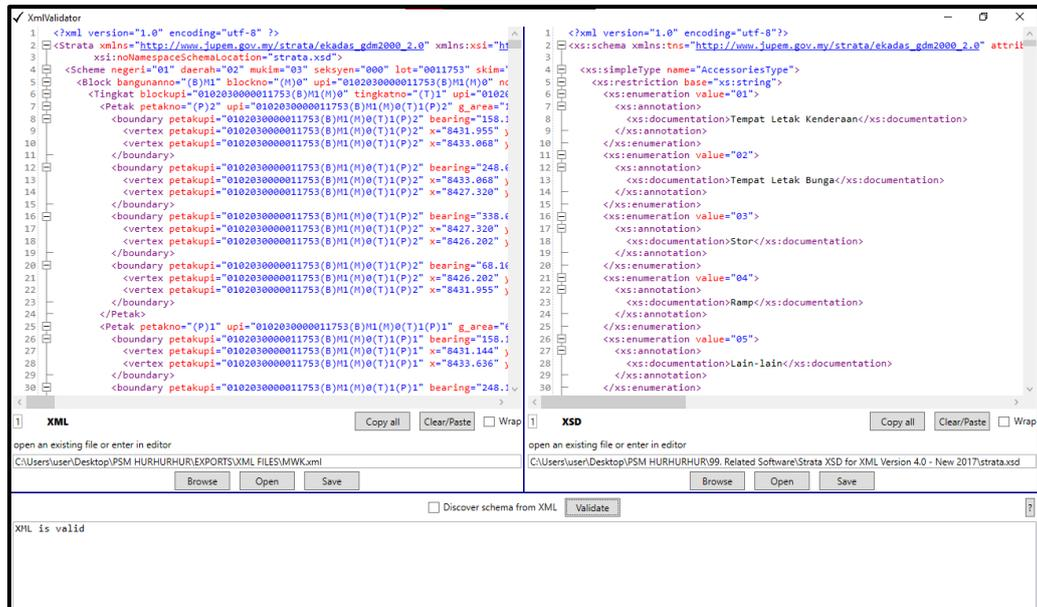 XmlValidator
1 <?xml version="1.0" encoding="utf-8" ?>
2 <Strata xmlns="http://www.jupem.gov.my/strata/ekadas_gdm2000_2.0" xmlns:xsi="ht
3 xsi:noNamespaceSchemaLocation="strata.xsd">
4 <Scheme negeri="01" daerah="02" mukim="03" seksyen="000" lot="0011753" skim="
5 <Block bangunanno="(B)M1" blockno="(M)0" upi="0102030000011753(B)M1(M)0" no
6 <Tingkat blockupi="0102030000011753(B)M1(M)0" tingkatno="(T)1" upi="01020
7 <Petak petakno="(P)2" upi="0102030000011753(B)M1(M)0(T)1(P)2" g_area="1
8 <boundary petakupi="0102030000011753(B)M1(M)0(T)1(P)2" bearing="158.1
9 <vertex petakupi="0102030000011753(B)M1(M)0(T)1(P)2" x="8431.955" y
10 <vertex petakupi="0102030000011753(B)M1(M)0(T)1(P)2" x="8433.068" y
11 </boundary>
12 <boundary petakupi="0102030000011753(B)M1(M)0(T)1(P)2" bearing="248.0
13 <vertex petakupi="0102030000011753(B)M1(M)0(T)1(P)2" x="8433.068" y
14 <vertex petakupi="0102030000011753(B)M1(M)0(T)1(P)2" x="8427.320" y
15 </boundary>
16 <boundary petakupi="0102030000011753(B)M1(M)0(T)1(P)2" bearing="338.0
17 <vertex petakupi="0102030000011753(B)M1(M)0(T)1(P)2" x="8427.320" y
18 <vertex petakupi="0102030000011753(B)M1(M)0(T)1(P)2" x="8426.202" y
19 </boundary>
20 <boundary petakupi="0102030000011753(B)M1(M)0(T)1(P)2" bearing="68.10
21 <vertex petakupi="0102030000011753(B)M1(M)0(T)1(P)2" x="8426.202" y
22 <vertex petakupi="0102030000011753(B)M1(M)0(T)1(P)2" x="8431.955" y
23 </boundary>
24 </Petak>
25 <Petak petakno="(P)1" upi="0102030000011753(B)M1(M)0(T)1(P)1" g_area="6
26 <boundary petakupi="0102030000011753(B)M1(M)0(T)1(P)1" bearing="158.1
27 <vertex petakupi="0102030000011753(B)M1(M)0(T)1(P)1" x="8431.144" y
28 <vertex petakupi="0102030000011753(B)M1(M)0(T)1(P)1" x="8433.636" y
29 </boundary>
30 <boundary petakupi="0102030000011753(B)M1(M)0(T)1(P)1" bearing="248.1
1 XML Copy all Clear/Paste Wrap
open an existing file or enter in editor
C:\Users\user\Desktop\PSM HURHURHUR\EXPORTS\XML FILES\MWK.xml
Browse Open Save
1 <?xml version="1.0" encoding="utf-8"?>
2 <xs:schema xmlns:tns="http://www.jupem.gov.my/strata/ekadas_gdm2000_2.0" attrib
3
4 <xs:simpleType name="AccessoriesType">
5 <xs:restriction base="xs:string">
6 <xs:enumeration value="01">
7 <xs:annotation>
8 <xs:documentation>Tempat Letak Kenderaan</xs:documentation>
9 </xs:annotation>
10 </xs:enumeration>
11 <xs:enumeration value="02">
12 <xs:annotation>
13 <xs:documentation>Tempat Letak Bunga</xs:documentation>
14 </xs:annotation>
15 </xs:enumeration>
16 <xs:enumeration value="03">
17 <xs:annotation>
18 <xs:documentation>Stor</xs:documentation>
19 </xs:annotation>
20 </xs:enumeration>
21 <xs:enumeration value="04">
22 <xs:annotation>
23 <xs:documentation>Ramp</xs:documentation>
24 </xs:annotation>
25 </xs:enumeration>
26 <xs:enumeration value="05">
27 <xs:annotation>
28 <xs:documentation>Lain-lain</xs:documentation>
29 </xs:annotation>
30 </xs:enumeration>
1 XSD Copy all Clear/Paste Wrap
open an existing file or enter in editor
C:\Users\user\Desktop\PSM HURHURHUR\99. Related Software\Strata XSD for XML Version 4.0 - New 2017\strata.xsd
Browse Open Save
Discover schema from XML Validate ?
XML is valid